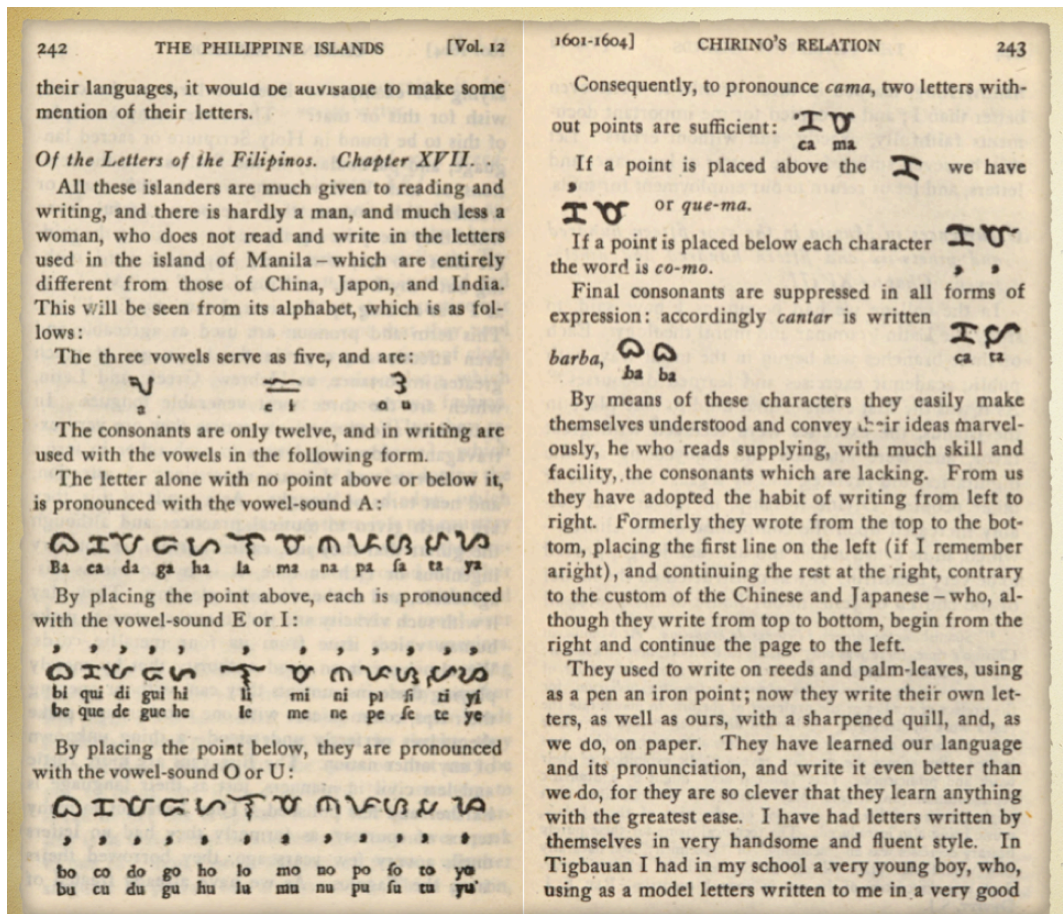 242 THE PHILIPPINE ISLANDS [Vol. 12
their languages, it would be advisable to make some
mention of their letters.
Of the Letters of the Filipinos. Chapter XVII.
All these islanders are much given to reading and
writing, and there is hardly a man, and much less a
woman, who does not read and write in the letters
used in the island of Manila—which are entirely
different from those of China, Japon, and India.
This will be seen from its alphabet, which is as fol-
lows:
The three vowels serve as five, and are:
ᜀ ᜁ ᜂ
a e i o u
The consonants are only twelve, and in writing are
used with the vowels in the following form.
The letter alone with no point above or below it,
is pronounced with the vowel-sound A:
ᜊ ᜃ ᜇ ᜄ ᜑ ᜎ ᜋ ᜈ ᜉ ᜐ ᜆ ᜌ
Ba ca da ga ha la ma na pa ſa ta ya
By placing the point above, each is pronounced
with the vowel-sound E or I:
ᜊᜒ ᜃᜒ ᜇᜒ ᜄᜒ ᜑᜒ ᜎᜒ ᜋᜒ ᜈᜒ ᜉᜒ ᜐᜒ ᜆᜒ ᜌᜒ
bi qui di gui hi li mi ni pi ſi ti yi
be que de gue he le me ne pe ſe te ye
By placing the point below, they are pronounced
with the vowel-sound O or U:
ᜊᜓ ᜃᜓ ᜇᜓ ᜄᜓ ᜑᜓ ᜎᜓ ᜋᜓ ᜈᜓ ᜉᜓ ᜐᜓ ᜆᜓ ᜌᜓ
bo co do go ho lo mo no po ſo to yo
bu cu du gu hu lu mu nu pu ſu tu yu
1601-1604] CHIRINO'S RELATION 243
Consequently, to pronounce cama, two letters with-
out points are sufficient: ᜃ ᜋ
ca ma
If a point is placed above the ᜃ we have
ᜃᜒ ᜋ or que-ma.
If a point is placed below each character ᜃᜓ ᜋᜓ
the word is co-mo.
Final consonants are suppressed in all forms of
expression: accordingly cantar is written ᜃ ᜆ
ca ta
barba, ᜊ ᜊ
ba ba
By means of these characters they easily make
themselves understood and convey their ideas marvel-
ously, he who reads supplying, with much skill and
facility, the consonants which are lacking. From us
they have adopted the habit of writing from left to
right. Formerly they wrote from the top to the bot-
tom, placing the first line on the left (if I remember
aright), and continuing the rest at the right, contrary
to the custom of the Chinese and Japanese—who, al-
though they write from top to bottom, begin from the
right and continue the page to the left.
They used to write on reeds and palm-leaves, using
as a pen an iron point; now they write their own let-
ters, as well as ours, with a sharpened quill, and, as
we do, on paper. They have learned our language
and its pronunciation, and write it even better than
we do, for they are so clever that they learn anything
with the greatest ease. I have had letters written by
themselves in very handsome and fluent style. In
Tigbauan I had in my school a very young boy, who,
using as a model letters written to me in a very good